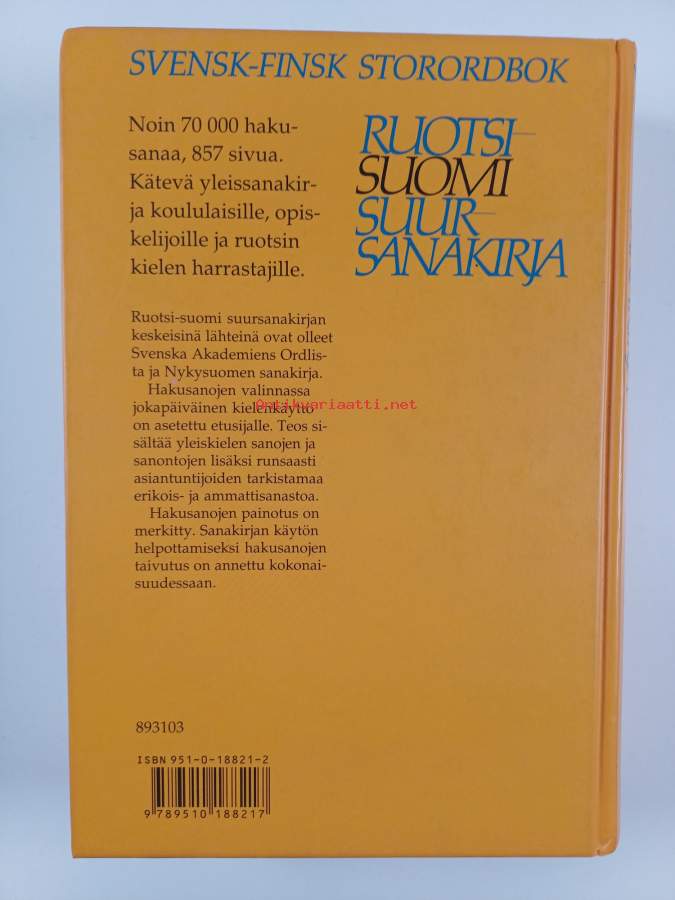 SVENSK-FINSK STORORDBOK
Noin 70 000 haku-
sanaa, 857 sivua.
Kätevä yleissanakir-
ja koululaisille, opis-
kelijoille ja ruotsin
kielen harrastajille.
RUOTSI-
SUOMI
SUUR-
SANAKIRJA
Ruotsi-suomi suursanakirjan
keskeisinä lähteinä ovat olleet
Svenska Akademiens Ordlis-
ta ja Nykysuomen sanakirja.
Hakusanojen valinnassa
jokapäiväinen kielenkäyttö
on asetettu etusijalle. Teos si-
sältää yleiskielen sanojen ja
sanontojen lisäksi runsaasti
asiantuntijoiden tarkistamaa
erikois- ja ammattisanastoa.
Hakusanojen painotus on
merkitty. Sanakirjan käytön
helpottamiseksi hakusanojen
taivutus on annettu kokonai-
suudessaan.
Antikvariaatti.net
893103
ISBN 951-0-18821-2
9 789510 188217